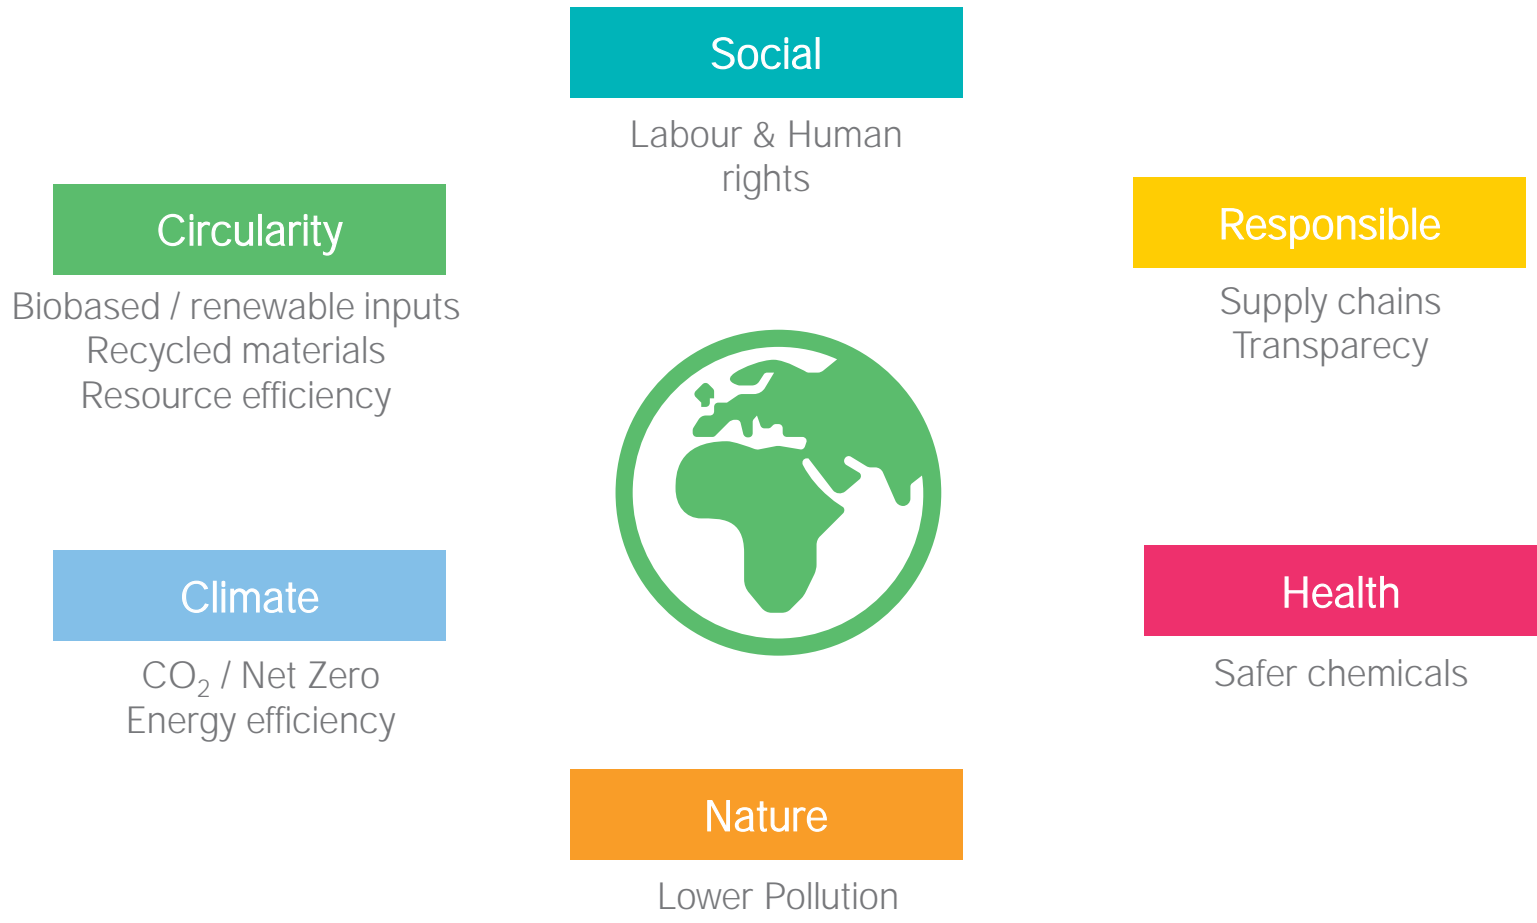 Social
Labour & Human
rights
Circularity
Biobased / renewable inputs
Recycled materials
Resource efficiency
Responsible
Supply chains
Transparecy
Climate
CO₂ / Net Zero
Energy efficiency
Health
Safer chemicals
Nature
Lower Pollution